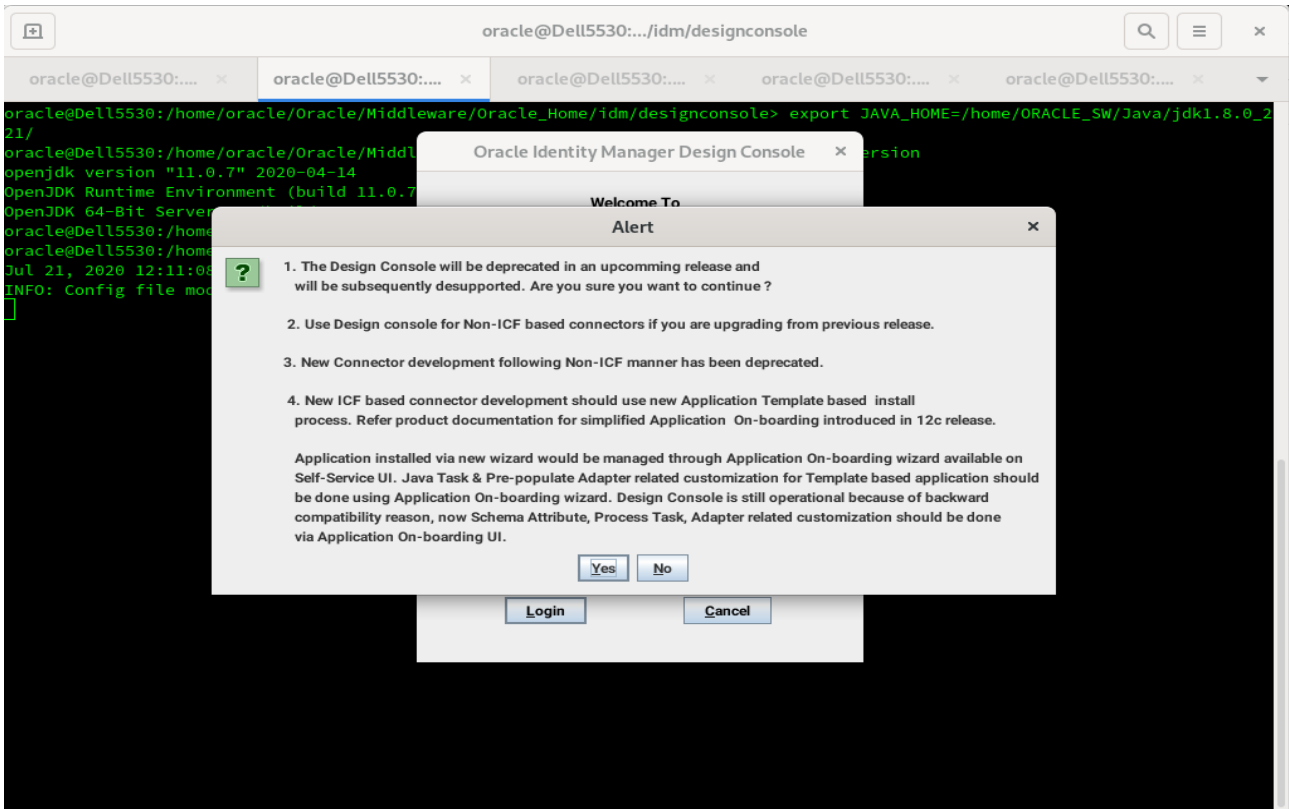 oracle@Dell5530:.../idm/designconsole
oracle@Dell5530:....
oracle@Dell5530:....
oracle@Dell5530:....
oracle@Dell5530:....
oracle@Dell5530:....
oracle@Dell5530:/home/oracle/Oracle/Middleware/Oracle_Home/idm/designconsole> export JAVA_HOME=/home/ORACLE_SW/Java/jdk1.8.0_2
21/
oracle@Dell5530:/home/oracle/Oracle/Middl
ersion
openjdk version "11.0.7" 2020-04-14
OpenJDK Runtime Environment (build 11.0.7
OpenJDK 64-Bit Server
oracle@Dell5530:/home
oracle@Dell5530:/home
Jul 21, 2020 12:11:08
INFO: Config file mod
Oracle Identity Manager Design Console
Welcome To
Alert
1. The Design Console will be deprecated in an upcomming release and
will be subsequently desupported. Are you sure you want to continue ?
2. Use Design console for Non-ICF based connectors if you are upgrading from previous release.
3. New Connector development following Non-ICF manner has been deprecated.
4. New ICF based connector development should use new Application Template based install
process. Refer product documentation for simplified Application On-boarding introduced in 12c release.
Application installed via new wizard would be managed through Application On-boarding wizard available on
Self-Service UI. Java Task & Pre-populate Adapter related customization for Template based application should
be done using Application On-boarding wizard. Design Console is still operational because of backward
compatibility reason, now Schema Attribute, Process Task, Adapter related customization should be done
via Application On-boarding UI.
Yes No
Login Cancel